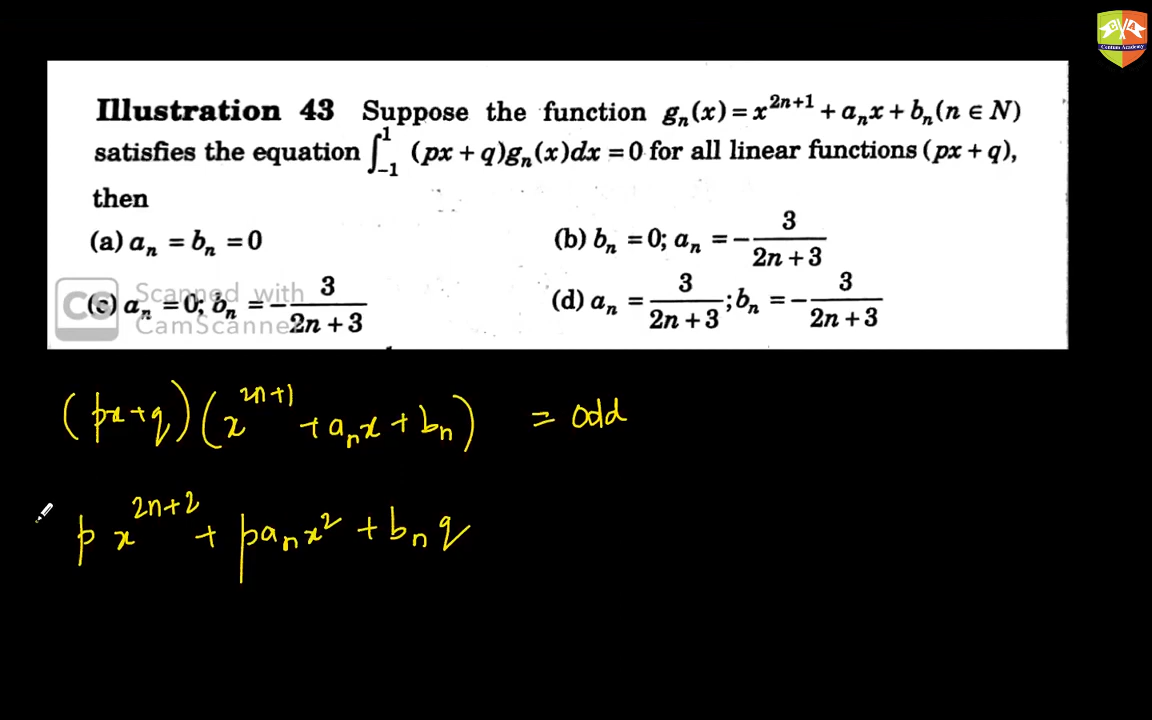 Centum Academy
Illustration 43 Suppose the function gₙ(x) = x²ⁿ⁺¹ + aₙx + bₙ (n ∈ N)
satisfies the equation ∫₋₁¹ (px + q)gₙ(x)dx = 0 for all linear functions (px + q),
then
(a) aₙ = bₙ = 0 (b) bₙ = 0; aₙ = −3/(2n + 3)
Scanned with
(c) aₙ = 0; bₙ = −3/(2n + 3) (d) aₙ = 3/(2n + 3); bₙ = −3/(2n + 3)
CS CamScanner
(px+q)(x²ⁿ⁺¹ + aₙx + bₙ) = odd
px²ⁿ⁺² + paₙx² + bₙq